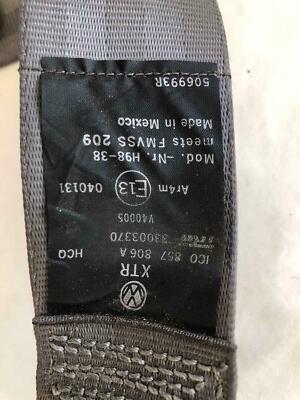 XTR
1C0 857 806 A HCQ
33003370
V40005
Ar4m E13 040131
Mod. -Nr. H98-38
meets FMVSS 209
Made in Mexico
506993R